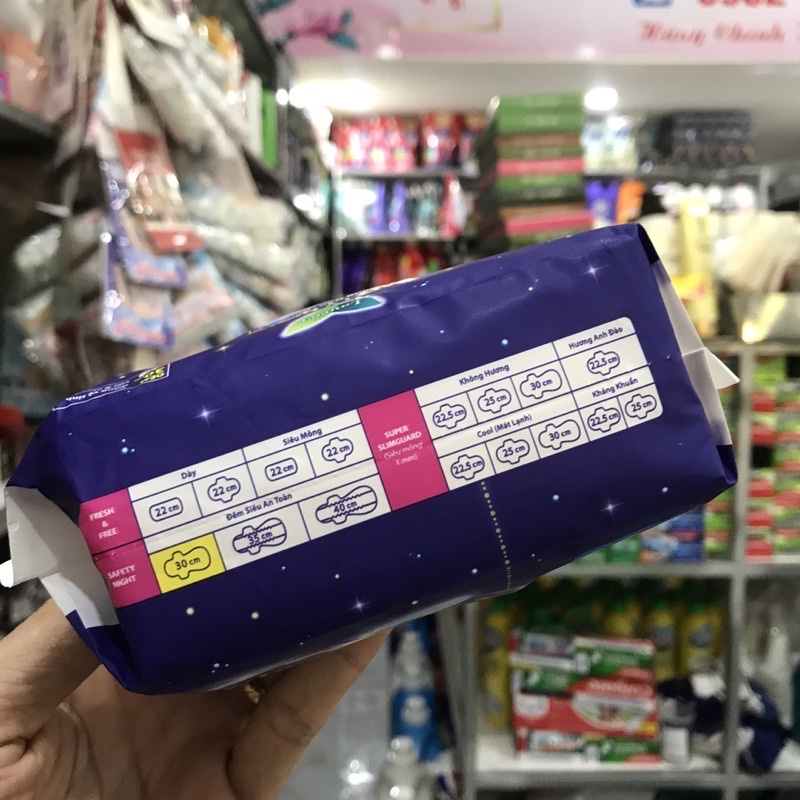 Hàng Chính
FRESH
&
FREE
Dày
22 cm
22 cm
Siêu Mỏng
22 cm
22 cm
SAFETY
NIGHT
Đêm Siêu An Toàn
30 cm
35 cm
40 cm
SUPER
SLIMGUARD
(Siêu mỏng
1 mm)
Không Hương
22.5 cm
25 cm
30 cm
Hương Anh Đào
22.5 cm
Cool (Mát Lạnh)
22.5 cm
25 cm
30 cm
Kháng Khuẩn
22.5 cm
25 cm